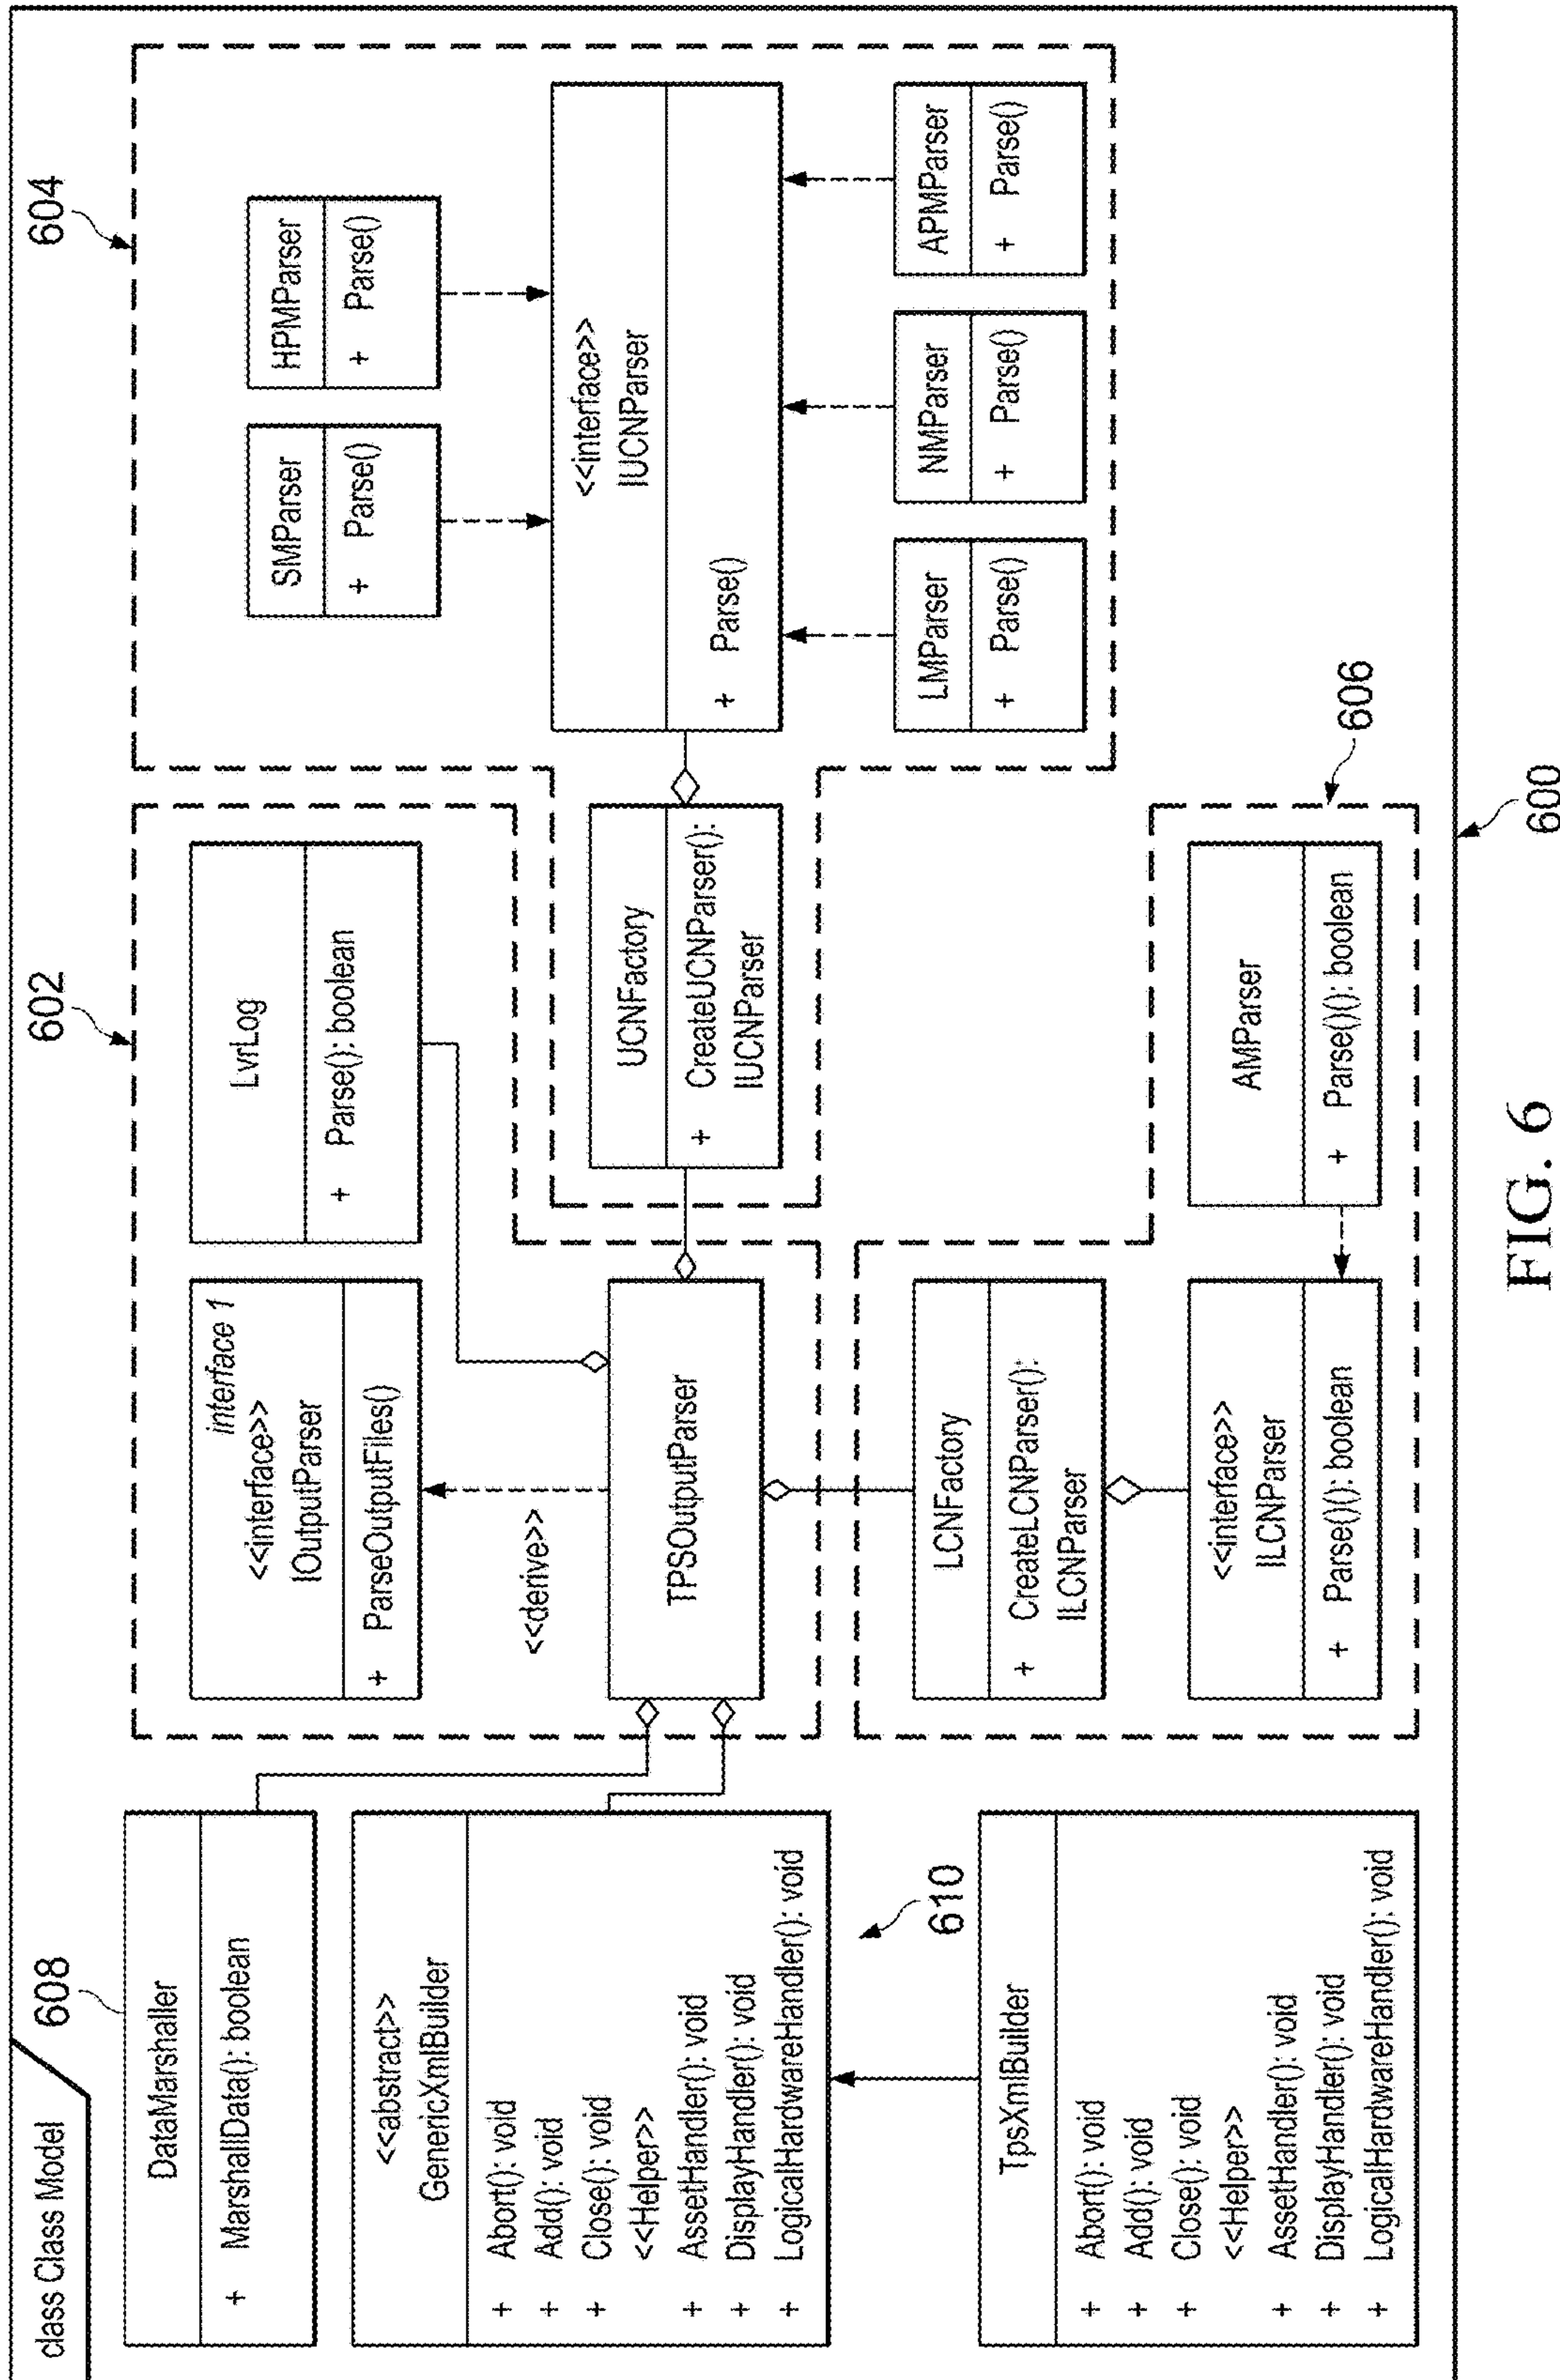 class Class Model
608
DataMarshaller
+ MarshallData(): boolean
<<abstract>>
GenericXmlBuilder
+ Abort(): void
+ Add(): void
+ Close(): void
<<Helper>>
+ AssetHandler(): void
+ DisplayHandler(): void
+ LogicalHardwareHandler(): void
610
TpsXmlBuilder
+ Abort(): void
+ Add(): void
+ Close(): void
<<Helper>>
+ AssetHandler(): void
+ DisplayHandler(): void
+ LogicalHardwareHandler(): void
602
interface 1
<<interface>>
IOutputParser
+ ParseOutputFiles()
LvrLog
+ Parse(): boolean
<<derive>>
TPSOutputParser
UCNFactory
+ CreateUCNParser():
IUCNParser
LCNFactory
+ CreateLCNParser():
ILCNParser
<<interface>>
ILCNParser
+ Parse()(): boolean
AMParser
+ Parse()(): boolean
606
604
SMParser
+ Parse()
HPMParser
+ Parse()
<<interface>>
IUCNParser
+ Parse()
LMParser
+ Parse()
NMParser
+ Parse()
APMParser
+ Parse()
600
FIG. 6